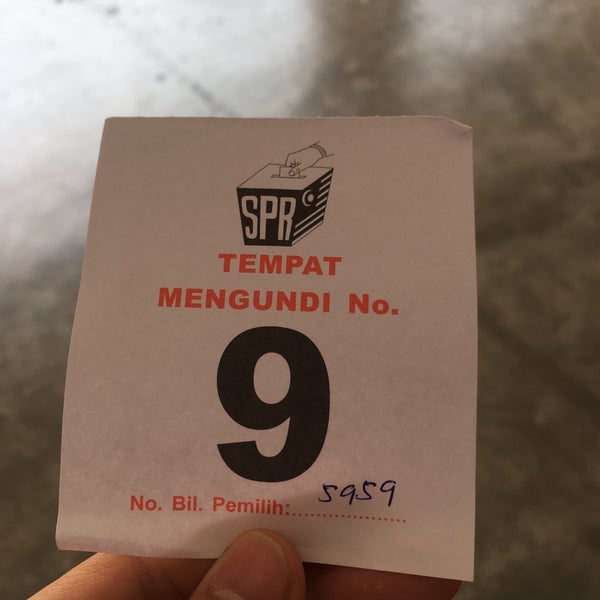 SPR
TEMPAT
MENGUNDI No.
9
No. Bil. Pemilih:..................... 5959